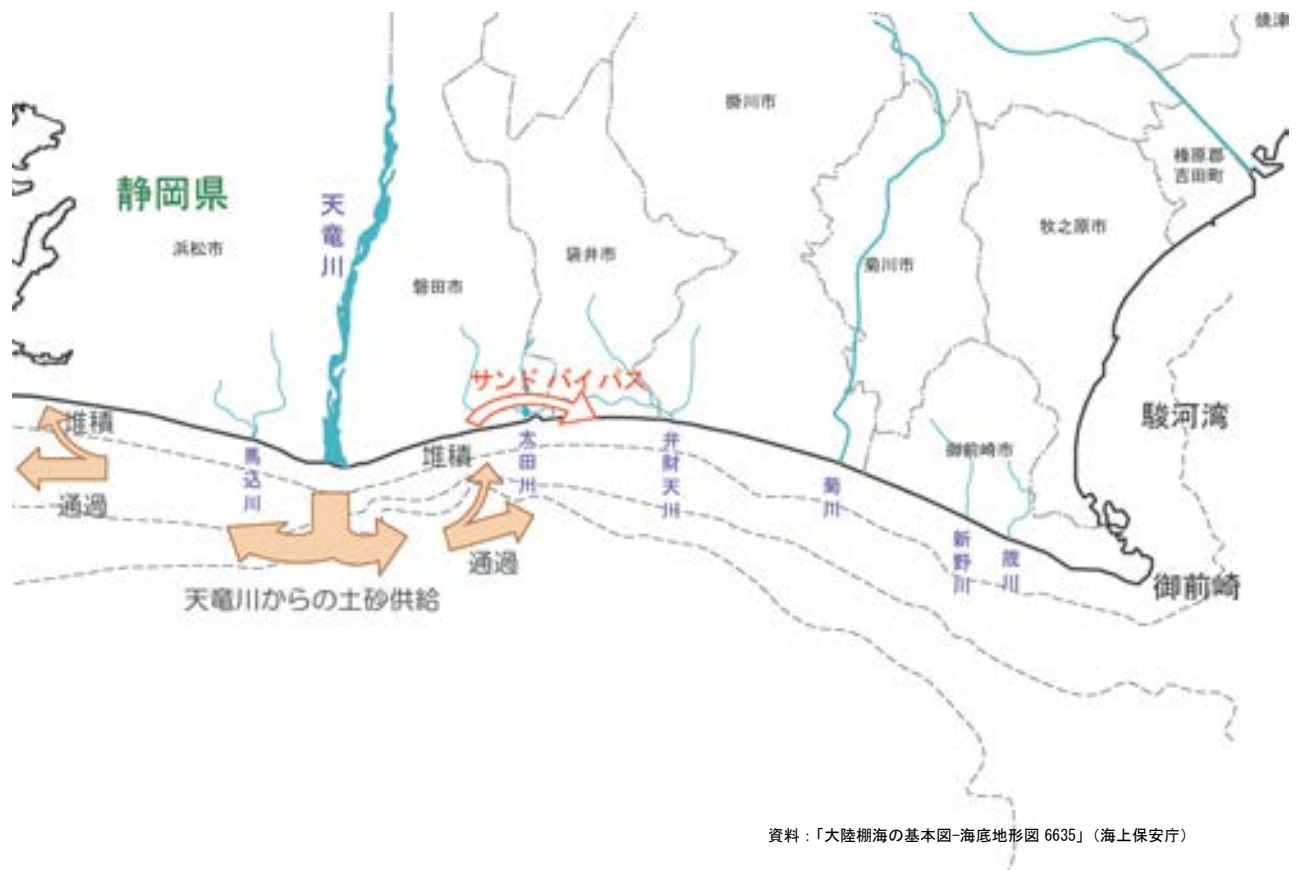 焼津
掛川市
榛原郡
吉田町
静岡県
天竜川
牧之原市
浜松市
袋井市
菊川市
磐田市
サンドバイパス
駿河湾
堆積
馬込川
堆積
太田川
弁財天川
御前崎市
菊川
通過
新野川
筬川
通過
御前崎
天竜川からの土砂供給
資料：「大陸棚海の基本図-海底地形図 6635」（海上保安庁）